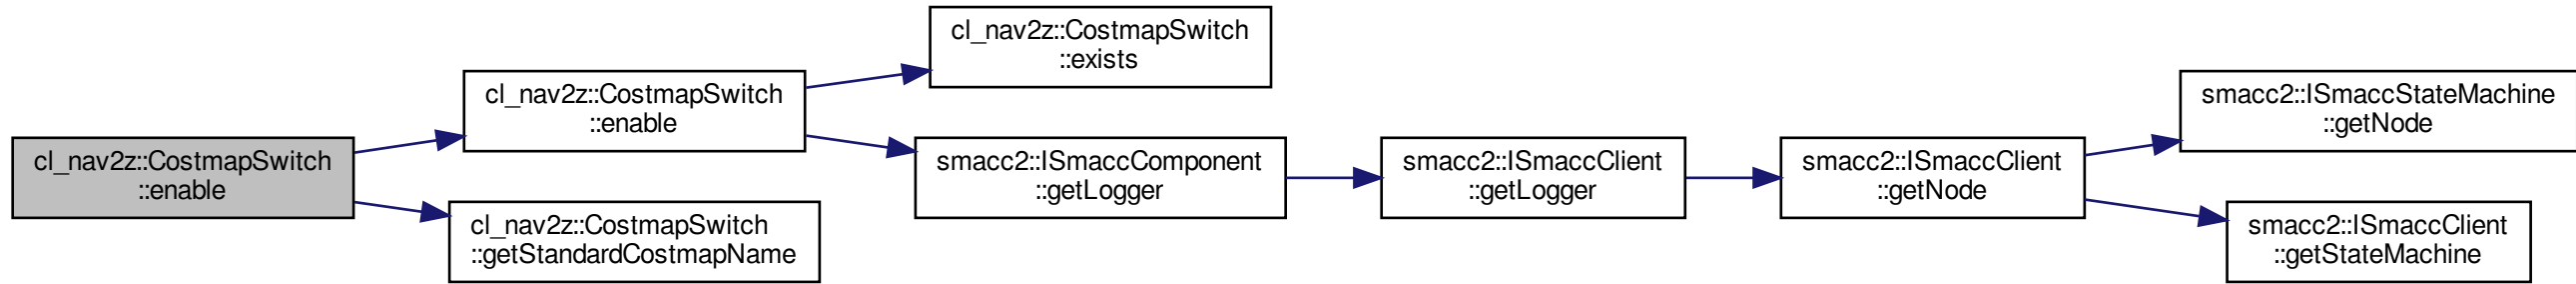 cl_nav2z::CostmapSwitch
::enable
cl_nav2z::CostmapSwitch
::enable
cl_nav2z::CostmapSwitch
::getStandardCostmapName
cl_nav2z::CostmapSwitch
::exists
smacc2::ISmaccComponent
::getLogger
smacc2::ISmaccClient
::getLogger
smacc2::ISmaccClient
::getNode
smacc2::ISmaccStateMachine
::getNode
smacc2::ISmaccClient
::getStateMachine